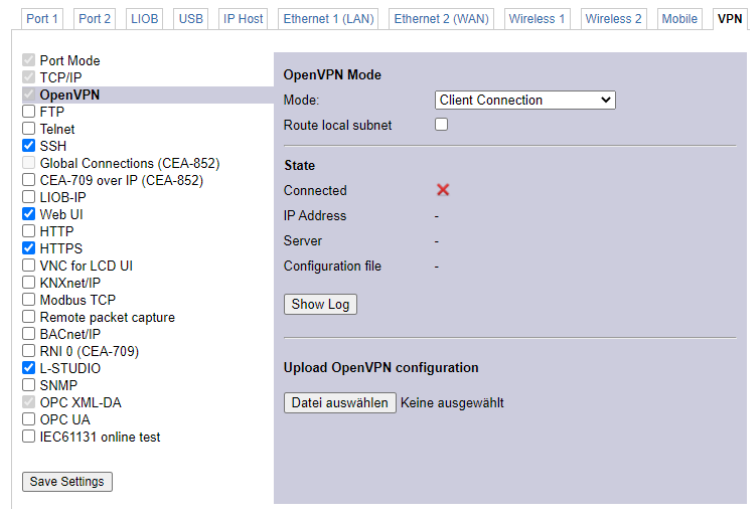 Port 1 Port 2 LIOB USB IP Host Ethernet 1 (LAN) Ethernet 2 (WAN) Wireless 1 Wireless 2 Mobile VPN
Port Mode
TCP/IP
OpenVPN
FTP
Telnet
SSH
Global Connections (CEA-852)
CEA-709 over IP (CEA-852)
LIOB-IP
Web UI
HTTP
HTTPS
VNC for LCD UI
KNXnet/IP
Modbus TCP
Remote packet capture
BACnet/IP
RNI 0 (CEA-709)
L-STUDIO
SNMP
OPC XML-DA
OPC UA
IEC61131 online test
Save Settings
OpenVPN Mode
Mode: Client Connection
Route local subnet
State
Connected
IP Address -
Server -
Configuration file -
Show Log
Upload OpenVPN configuration
Datei auswählen Keine ausgewählt